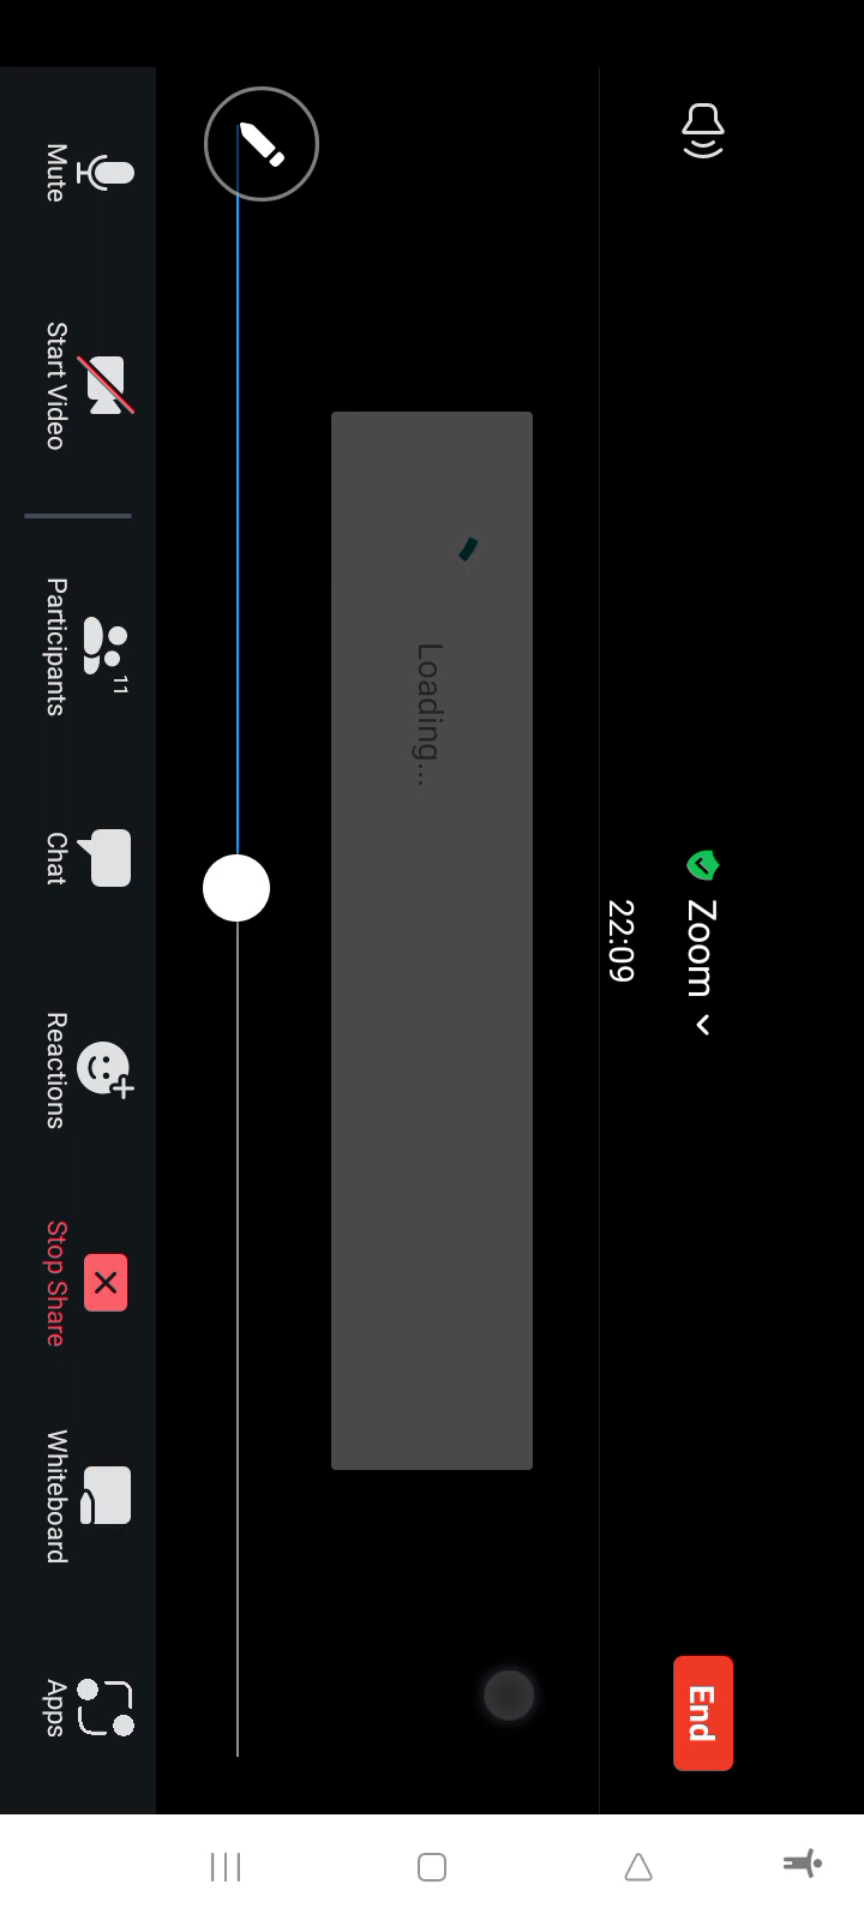 Zoom
End
22:09
Loading...
Mute
Start Video
Participants
11
Chat
Reactions
Stop Share
Whiteboard
Apps